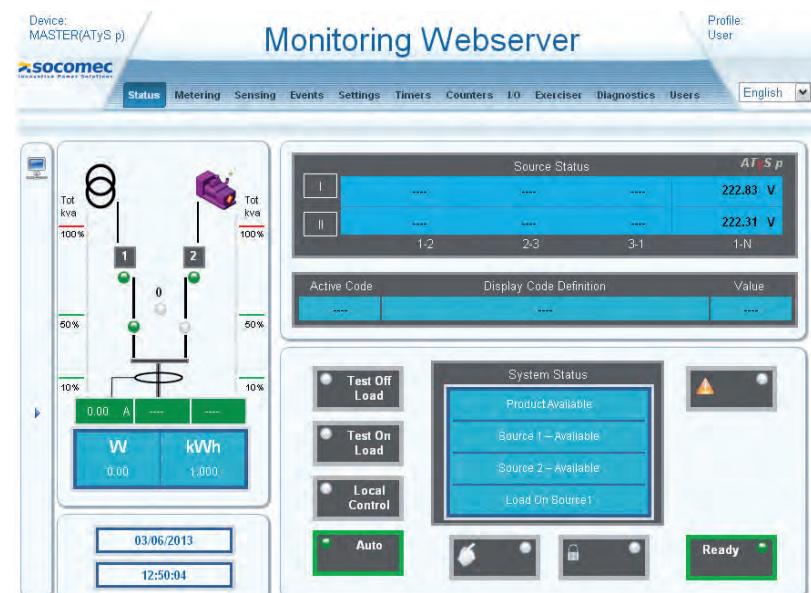 Device:
MASTER(ATyS p)
Monitoring Webserver
Profile:
User
socomec
Innovative Power Solutions
Status Metering Sensing Events Settings Timers Counters I/O Exerciser Diagnostics Users English
Tot
kva
100%
50%
10%
1
2
0
Tot
kva
100%
50%
10%
0.00 A ---- ----
W kWh
0.00 1,000
03/06/2013
12:50:04
Source Status ATyS p
I ---- ---- ---- 222.83 V
II ---- ---- ---- 222.31 V
1-2 2-3 3-1 1-N
Active Code Display Code Definition Value
---- ---- ----
Test Off
Load
Test On
Load
Local
Control
Auto
System Status
Product Available
Source 1 – Available
Source 2 – Available
Load On Source1
Ready